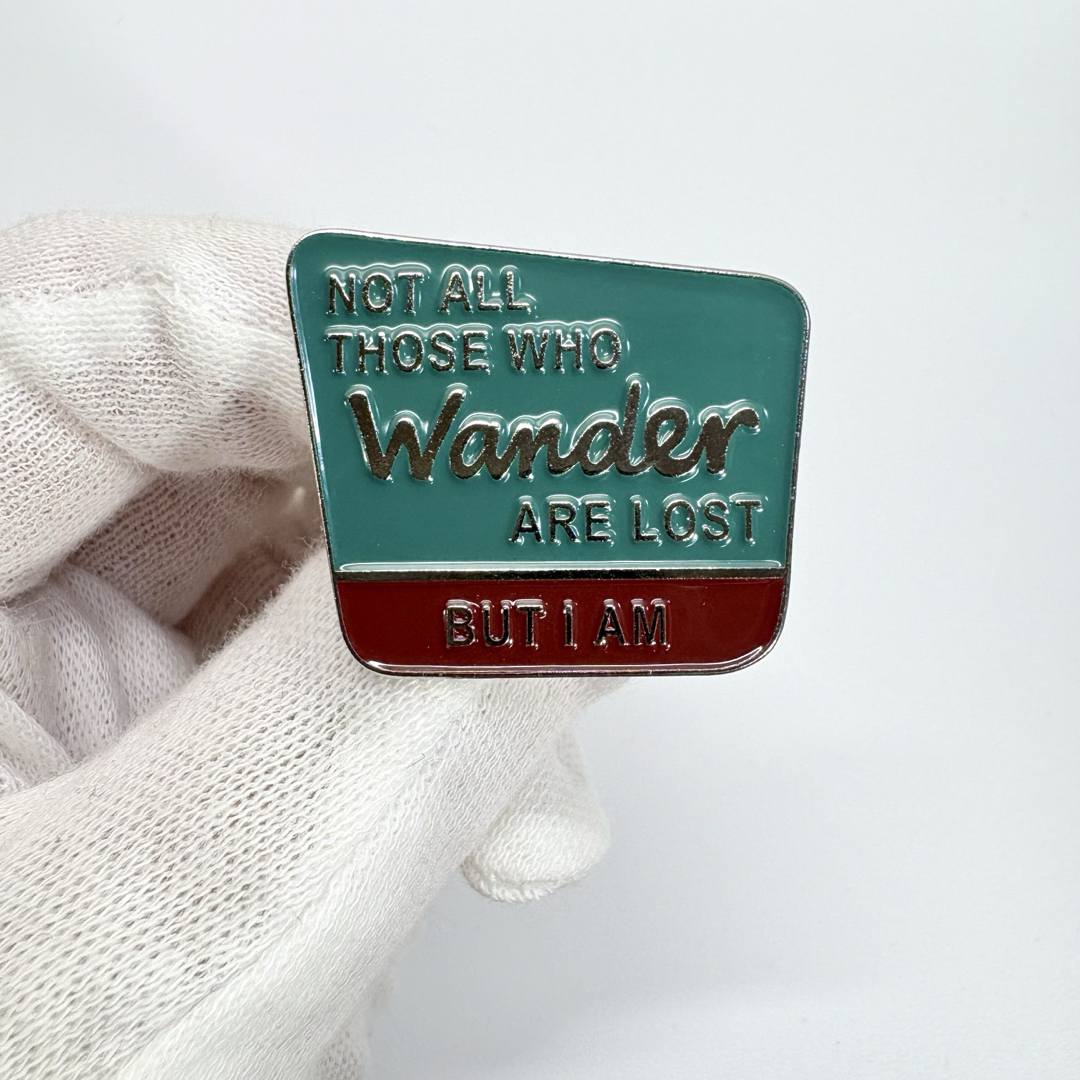 NOT ALL
THOSE WHO
Wander
ARE LOST
BUT I AM